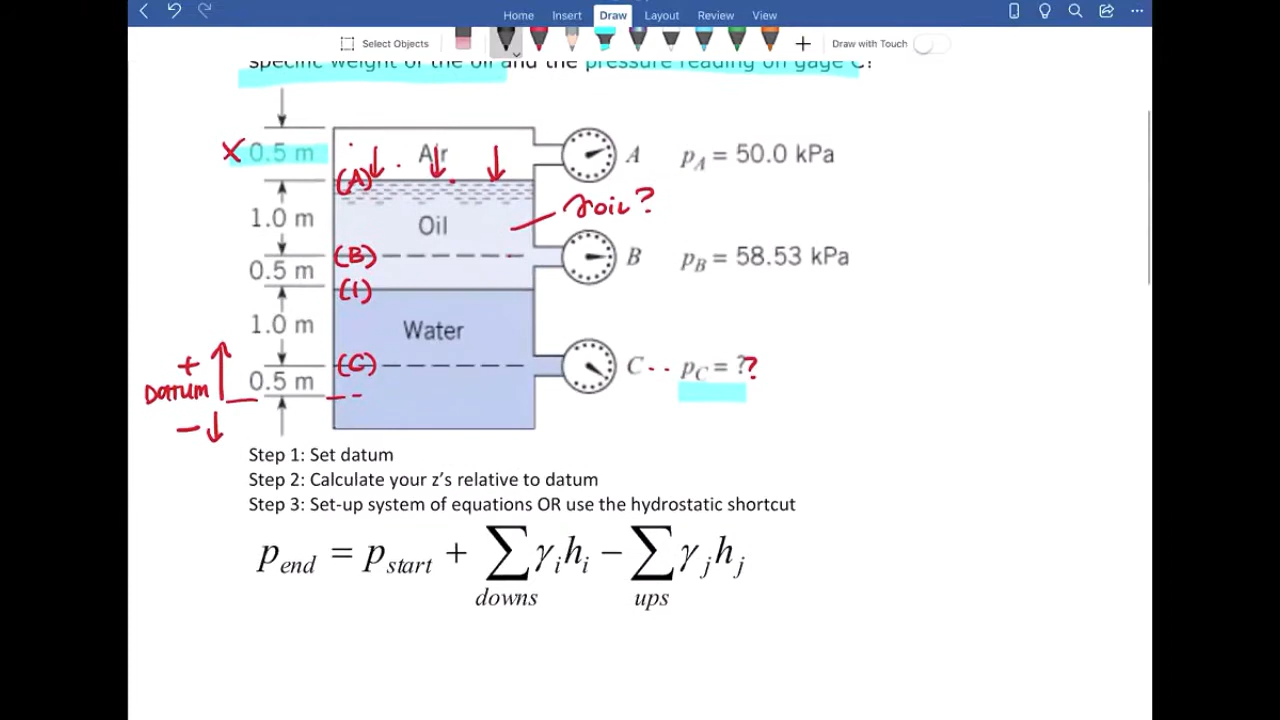 Home Insert Draw Layout Review View
Select Objects
Draw with Touch
specific weight of the oil and the pressure reading on gage C?
x 0.5 m
Air
A
pA = 50.0 kPa
(A)
1.0 m
Oil
γoil?
(B)
B
pB = 58.53 kPa
0.5 m
(1)
1.0 m
Water
(C)
C
pC = ??
+
DATUM
0.5 m
-
Step 1: Set datum
Step 2: Calculate your z's relative to datum
Step 3: Set-up system of equations OR use the hydrostatic shortcut
p_end = p_start + ∑ γ_i h_i − ∑ γ_j h_j
downs ups